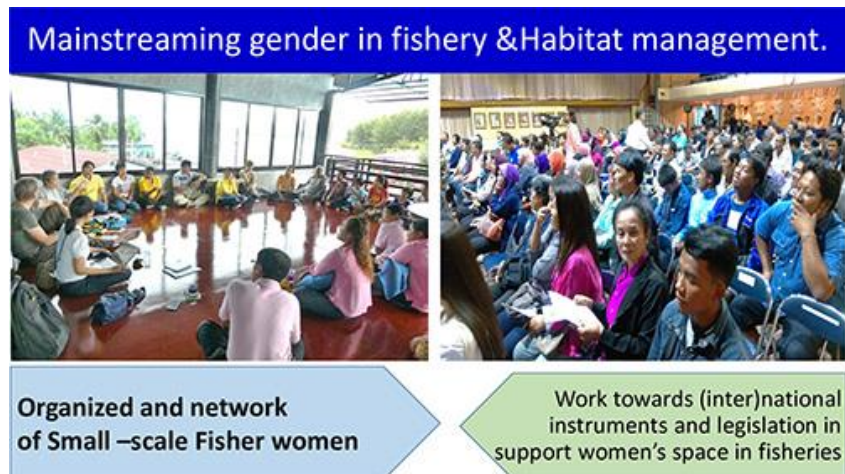 Mainstreaming gender in fishery &Habitat management.
Organized and network
of Small –scale Fisher women
Work towards (inter)national
instruments and legislation in
support women's space in fisheries